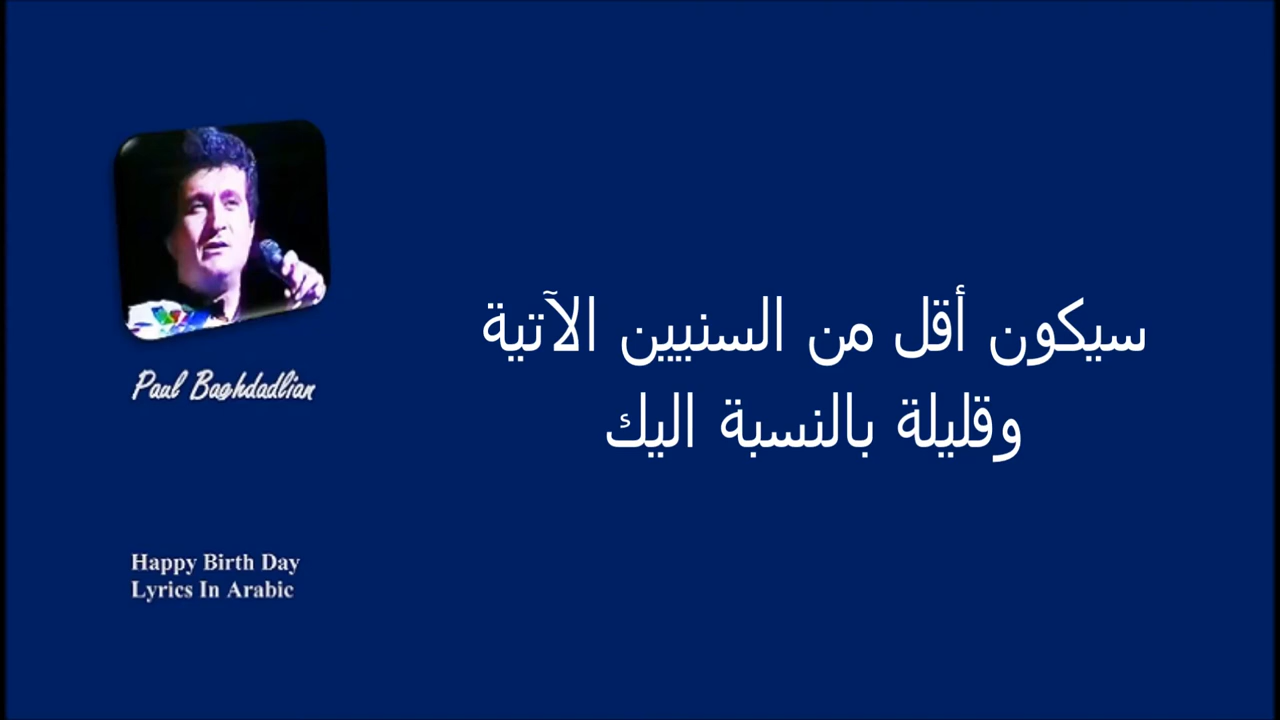 سيكون أقل من السنيين الآتية
وقليلة بالنسبة اليك
Paul Baghdadlian
Happy Birth Day
Lyrics In Arabic